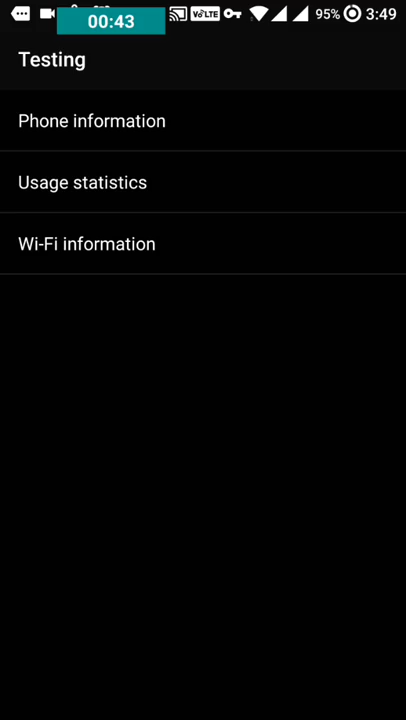 00:43
VoLTE
95%
3:49
Testing
Phone information
Usage statistics
Wi-Fi information